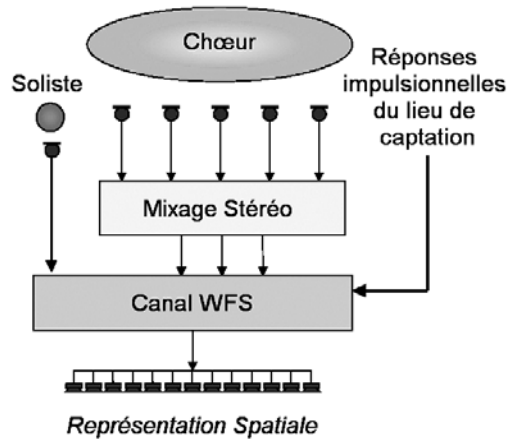 Chœur
Soliste
Réponses
impulsionnelles
du lieu de
captation
Mixage Stéréo
Canal WFS
Représentation Spatiale